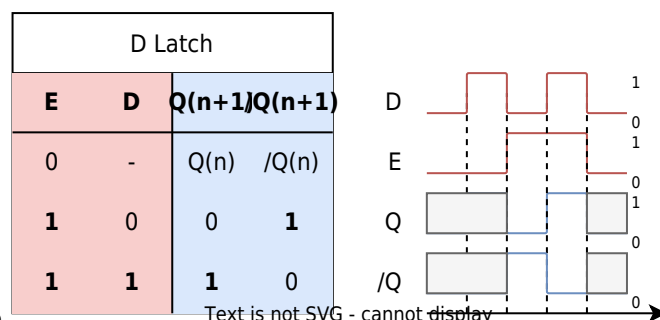 D Latch
E D Q(n+1) /Q(n+1)
0 - Q(n) /Q(n)
1 0 0 1
1 1 1 0
D 1 0
E 1 0
Q 1 0
/Q 0
Text is not SVG - cannot display